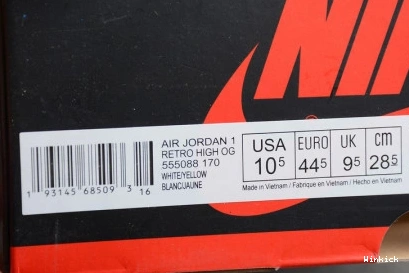 NIK
AIR JORDAN 1
RETRO HIGH OG
555088 170
WHITE/YELLOW
BLANC/JAUNE
USA EURO UK cm
10⁵ 44⁵ 9⁵ 28⁵
Made in Vietnam / Fabrique en Vietnam / Hecho en Vietnam
1 93145 68509 3 16
Winkick